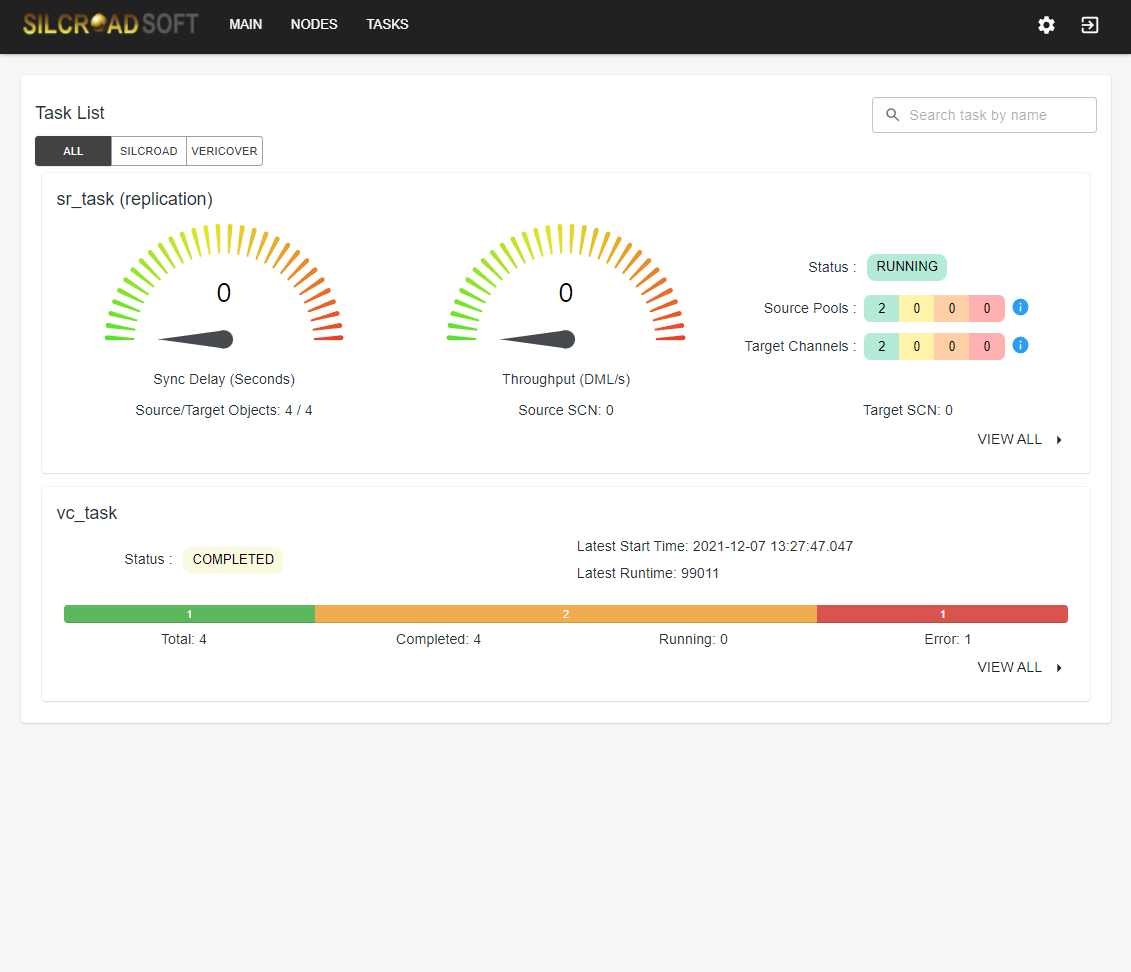 SILCROAD SOFT MAIN NODES TASKS
Task List
Search task by name
ALL SILCROAD VERICOVER
sr_task (replication)
0
0
Status : RUNNING
Source Pools : 2 0 0 0
Target Channels : 2 0 0 0
Sync Delay (Seconds) Throughput (DML/s)
Source/Target Objects: 4 / 4 Source SCN: 0 Target SCN: 0
VIEW ALL
vc_task
Status : COMPLETED
Latest Start Time: 2021-12-07 13:27:47.047
Latest Runtime: 99011
1 2 1
Total: 4 Completed: 4 Running: 0 Error: 1
VIEW ALL